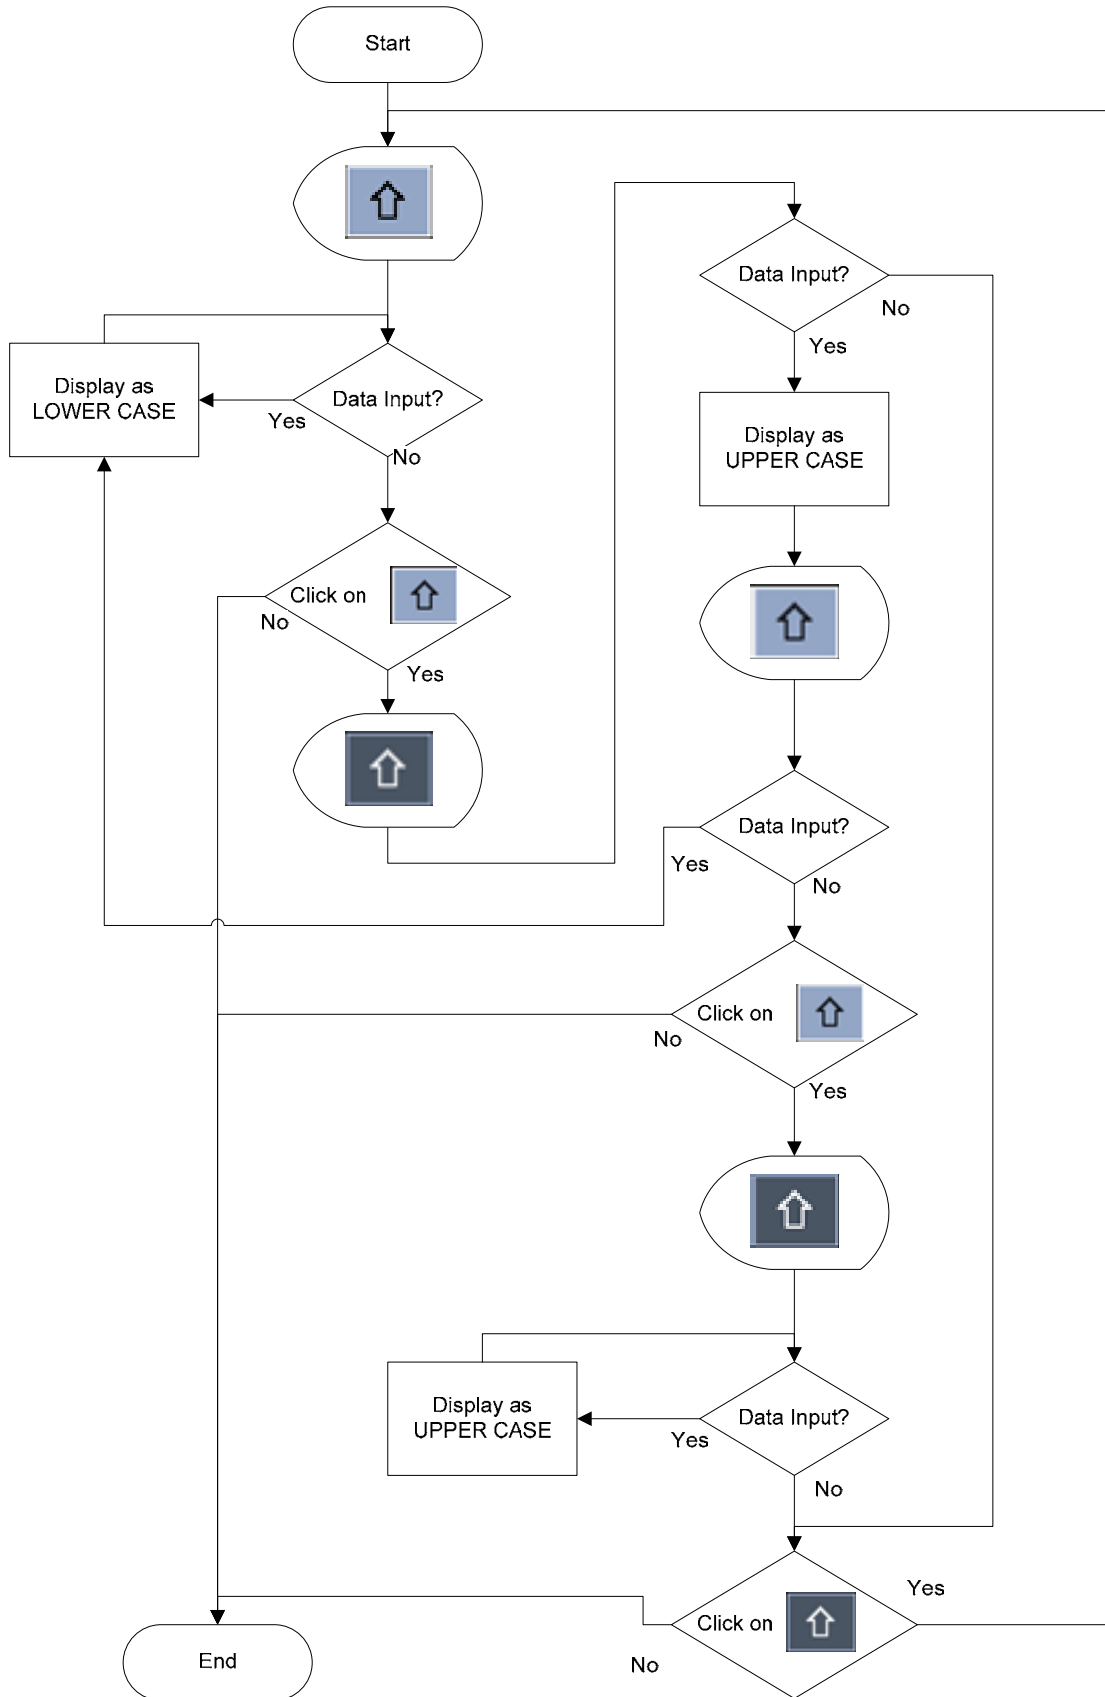 Start
Data Input?
No
Yes
Display as
LOWER CASE
Data Input?
Yes
No
Display as
UPPER CASE
Click on
No
Yes
Data Input?
Yes
No
Click on
No
Yes
Display as
UPPER CASE
Data Input?
Yes
No
Click on
Yes
No
End